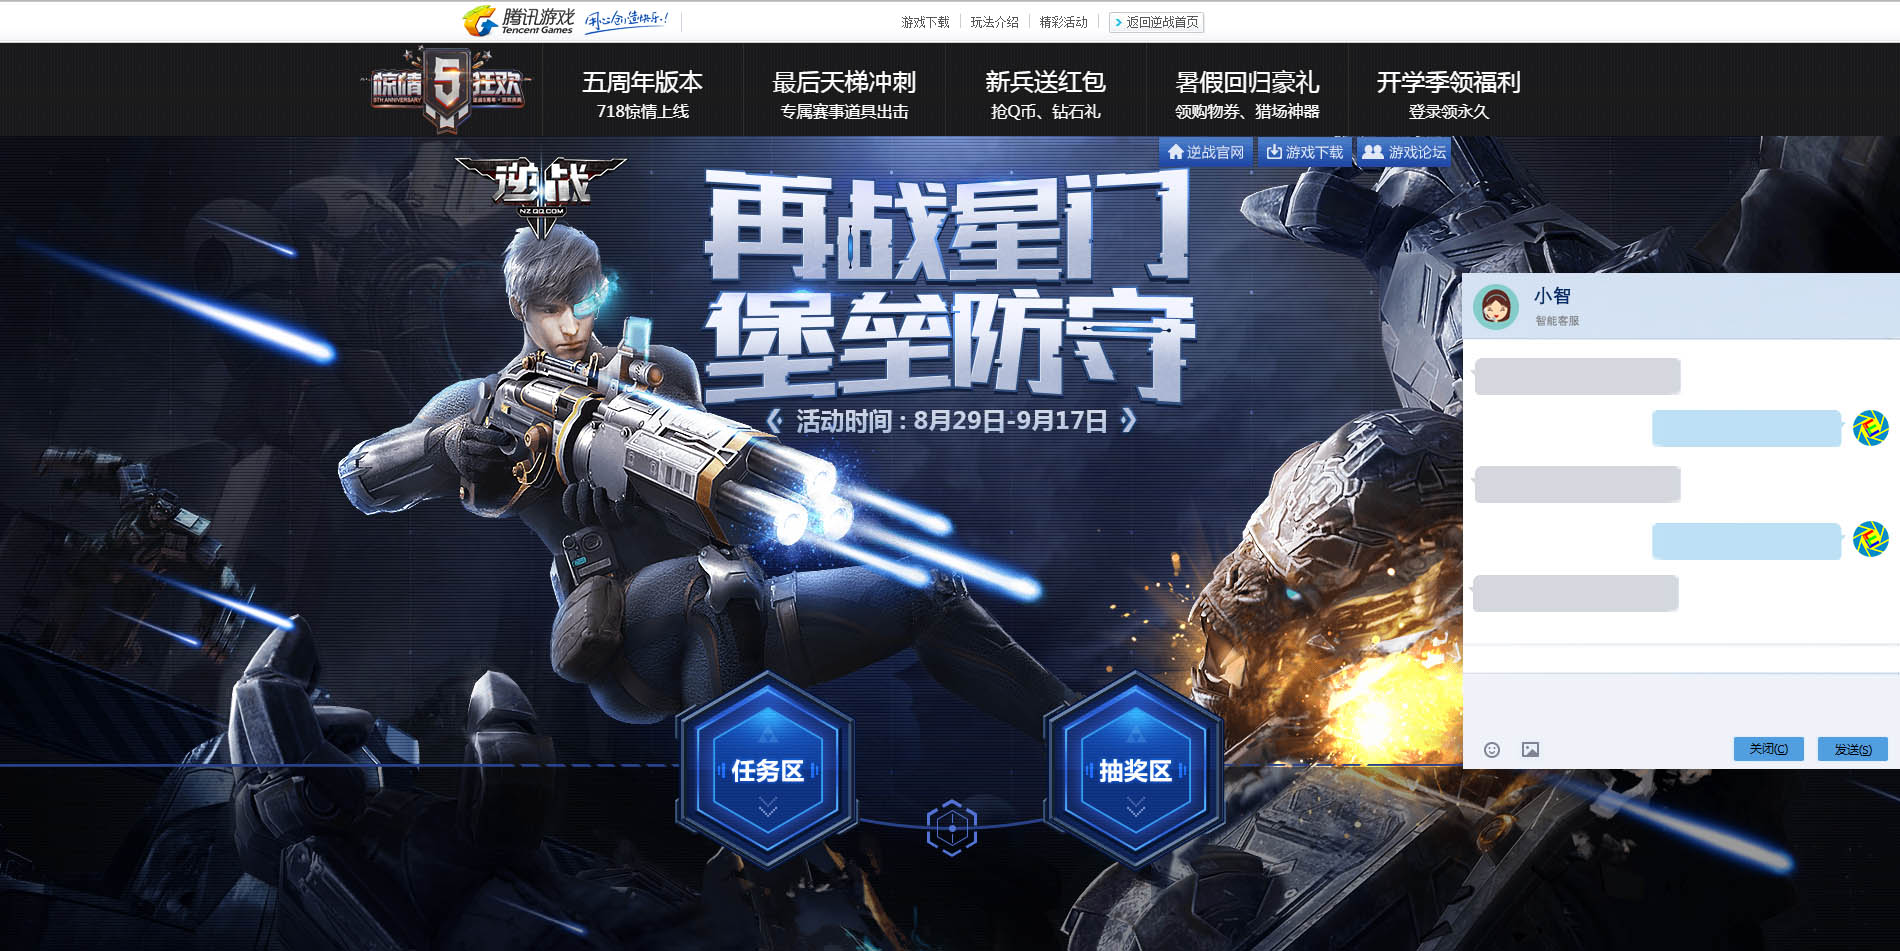 腾讯游戏
Tencent Games
用心创造快乐!
游戏下载
玩法介绍
精彩活动
返回逆战首页
惊情5狂欢
5TH ANNIVERSARY
五周年版本
718惊情上线
最后天梯冲刺
专属赛事道具出击
新兵送红包
抢Q币、钻石礼
暑假回归豪礼
领购物券、猎场神器
开学季领福利
登录领永久
逆战官网
游戏下载
游戏论坛
逆战
NZ.QQ.COM
再战星门
堡垒防守
活动时间:8月29日-9月17日
小智
智能客服
关闭(C)
发送(S)
任务区
抽奖区